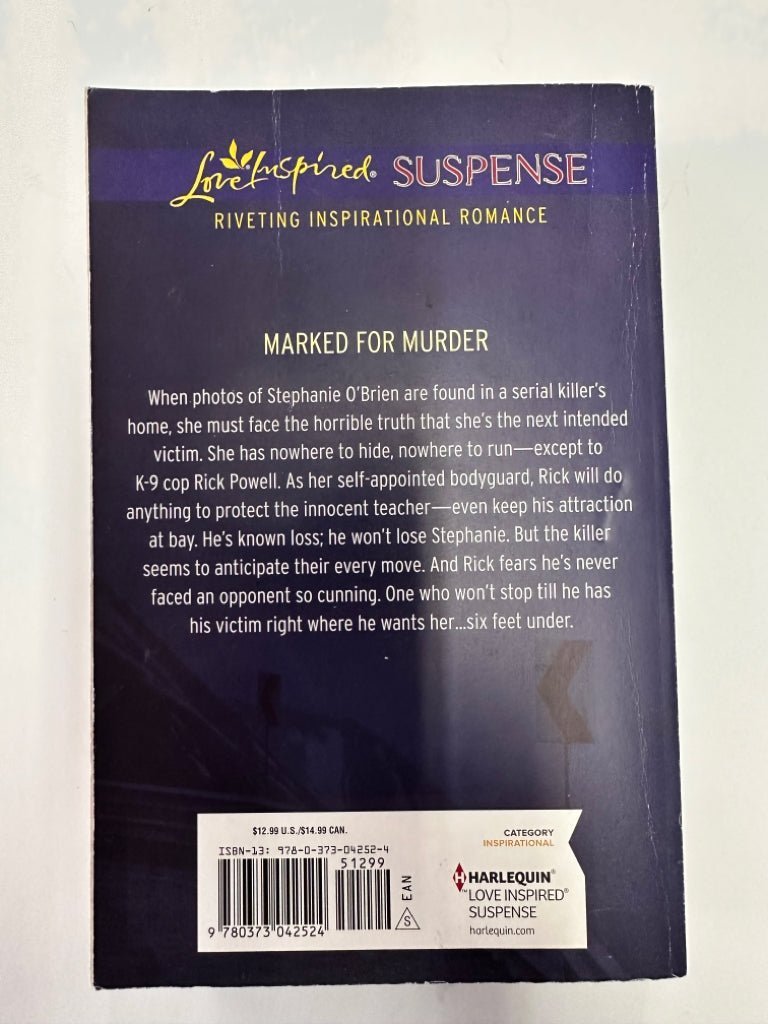 Love Inspired® SUSPENSE
RIVETING INSPIRATIONAL ROMANCE
MARKED FOR MURDER
When photos of Stephanie O'Brien are found in a serial killer's
home, she must face the horrible truth that she's the next intended
victim. She has nowhere to hide, nowhere to run—except to
K-9 cop Rick Powell. As her self-appointed bodyguard, Rick will do
anything to protect the innocent teacher—even keep his attraction
at bay. He's known loss; he won't lose Stephanie. But the killer
seems to anticipate their every move. And Rick fears he's never
faced an opponent so cunning. One who won't stop till he has
his victim right where he wants her...six feet under.
$12.99 U.S./$14.99 CAN.
ISBN-13: 978-0-373-04252-4
51299
EAN
S
9 780373 042524
CATEGORY
INSPIRATIONAL
HARLEQUIN®
™LOVE INSPIRED®
SUSPENSE
harlequin.com